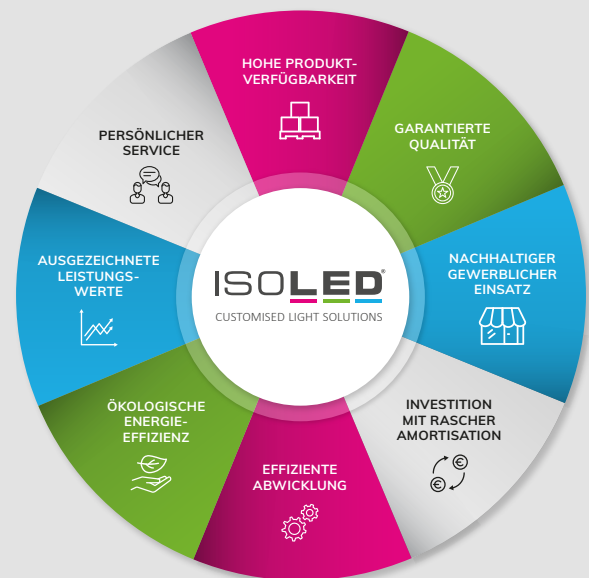 HOHE PRODUKT-
VERFÜGBARKEIT
GARANTIERTE
QUALITÄT
NACHHALTIGER
GEWERBLICHER
EINSATZ
INVESTITION
MIT RASCHER
AMORTISATION
€
€
EFFIZIENTE
ABWICKLUNG
ÖKOLOGISCHE
ENERGIE-
EFFIZIENZ
AUSGEZEICHNETE
LEISTUNGS-
WERTE
PERSÖNLICHER
SERVICE
ISOLED®
CUSTOMISED LIGHT SOLUTIONS